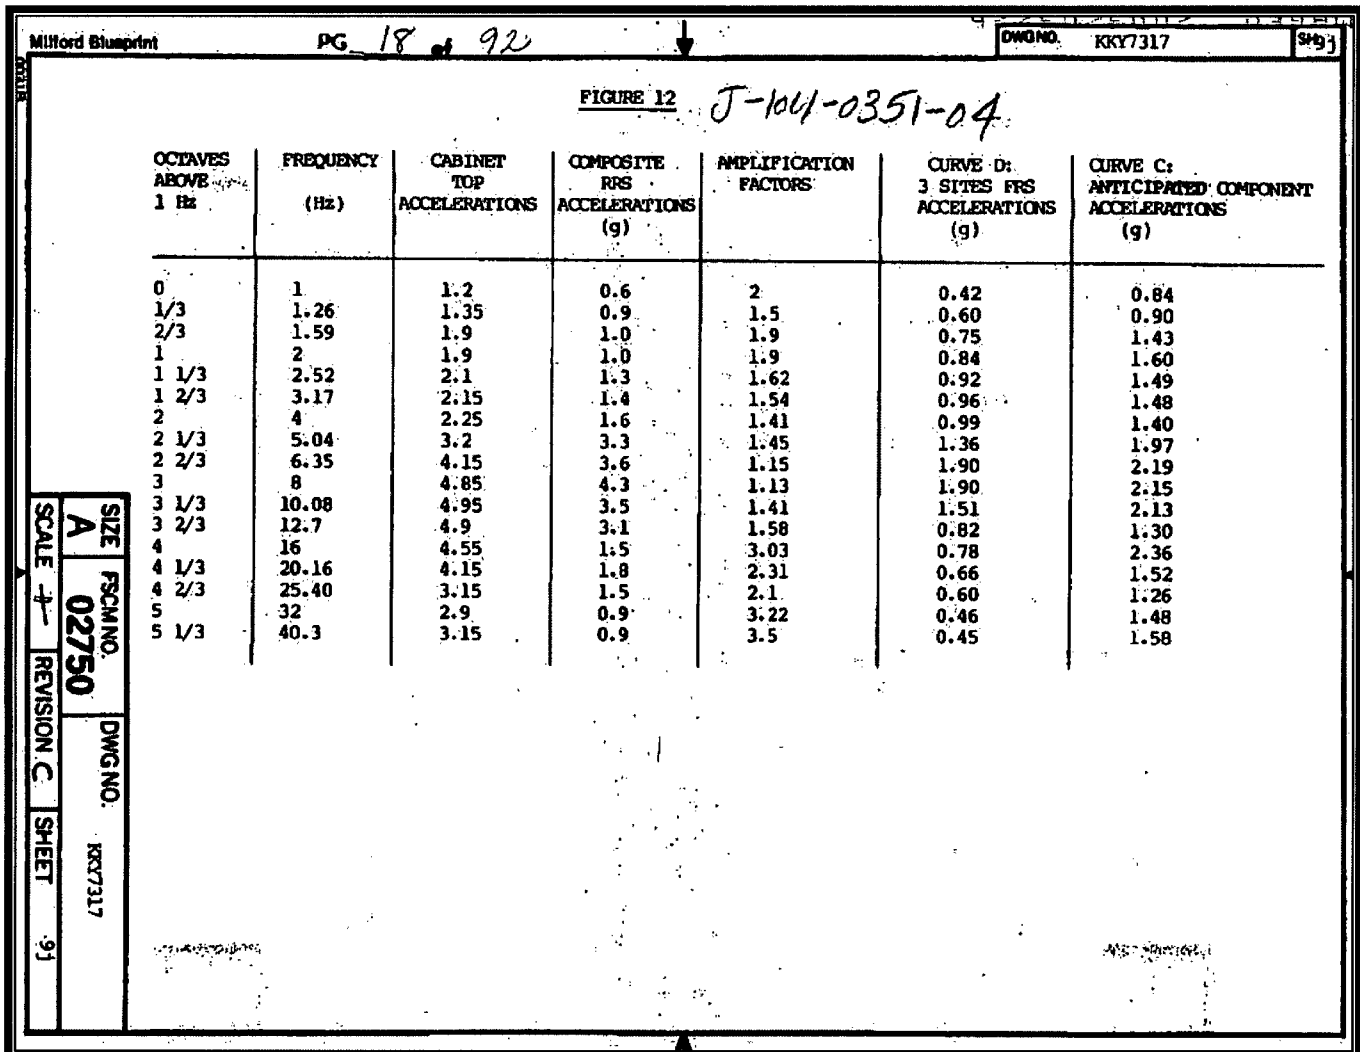 Milford Blueprint PG 18 of 92 DWG NO. KKY7317 SH 9j
FIGURE 12 J-104-0351-04
OCTAVES FREQUENCY CABINET COMPOSITE AMPLIFICATION CURVE D: CURVE C:
ABOVE TOP RRS FACTORS 3 SITES FRS ANTICIPATED COMPONENT
1 Hz (Hz) ACCELERATIONS ACCELERATIONS ACCELERATIONS ACCELERATIONS
(g) (g) (g)
0 1 1.2 0.6 2 0.42 0.84
1/3 1.26 1.35 0.9 1.5 0.60 0.90
2/3 1.59 1.9 1.0 1.9 0.75 1.43
1 2 1.9 1.0 1.9 0.84 1.60
1 1/3 2.52 2.1 1.3 1.62 0.92 1.49
1 2/3 3.17 2.15 1.4 1.54 0.96 1.48
2 4 2.25 1.6 1.41 0.99 1.40
2 1/3 5.04 3.2 3.3 1.45 1.36 1.97
2 2/3 6.35 4.15 3.6 1.15 1.90 2.19
3 8 4.85 4.3 1.13 1.90 2.15
3 1/3 10.08 4.95 3.5 1.41 1.51 2.13
3 2/3 12.7 4.9 3.1 1.58 0.82 1.30
4 16 4.55 1.5 3.03 0.78 2.36
4 1/3 20.16 4.15 1.8 2.31 0.66 1.52
4 2/3 25.40 3.15 1.5 2.1 0.60 1.26
5 32 2.9 0.9 3.22 0.46 1.48
5 1/3 40.3 3.15 0.9 3.5 0.45 1.58
SIZE A FSCM NO. 02750 DWG NO. KKY7317
SCALE REVISION C SHEET 9j